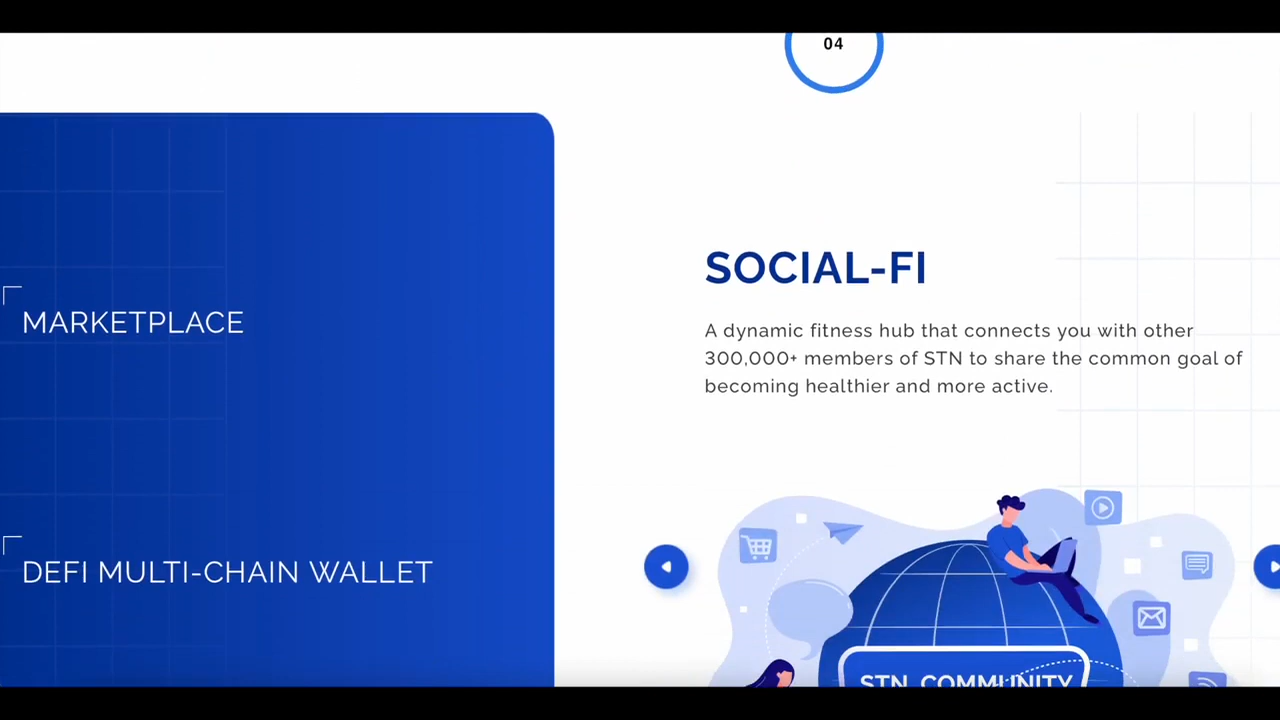 04
MARKETPLACE
DEFI MULTI-CHAIN WALLET
SOCIAL-FI
A dynamic fitness hub that connects you with other
300,000+ members of STN to share the common goal of
becoming healthier and more active.
STN COMMUNITY